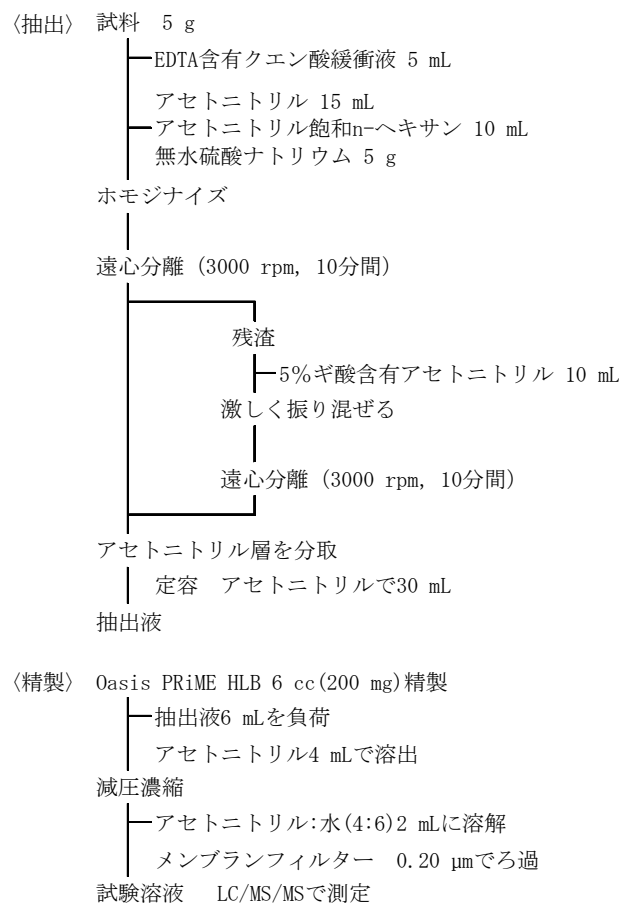 〈抽出〉 試料 5 g
EDTA含有クエン酸緩衝液 5 mL
アセトニトリル 15 mL
アセトニトリル飽和n-ヘキサン 10 mL
無水硫酸ナトリウム 5 g
ホモジナイズ
遠心分離 (3000 rpm, 10分間)
残渣
5％ギ酸含有アセトニトリル 10 mL
激しく振り混ぜる
遠心分離 (3000 rpm, 10分間)
アセトニトリル層を分取
定容 アセトニトリルで30 mL
抽出液
〈精製〉 Oasis PRiME HLB 6 cc(200 mg)精製
抽出液6 mLを負荷
アセトニトリル4 mLで溶出
減圧濃縮
アセトニトリル:水(4:6)2 mLに溶解
メンブランフィルター 0.20 μmでろ過
試験溶液 LC/MS/MSで測定